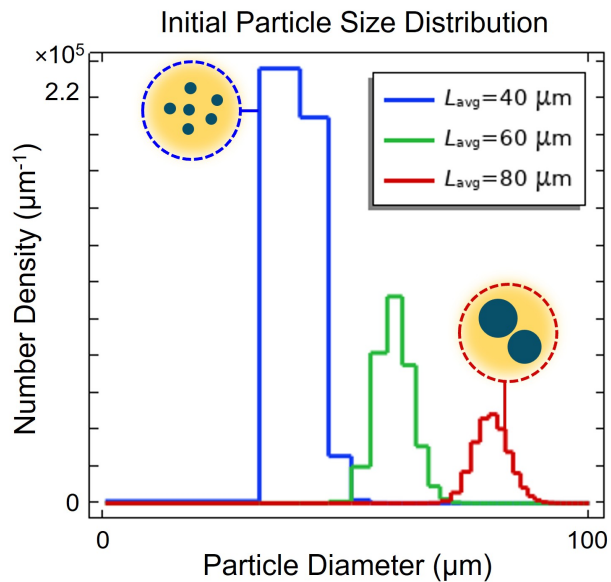 Initial Particle Size Distribution
×10⁵
2.2
0
Number Density (μm⁻¹)
L_avg=40 μm
L_avg=60 μm
L_avg=80 μm
0
100
Particle Diameter (μm)